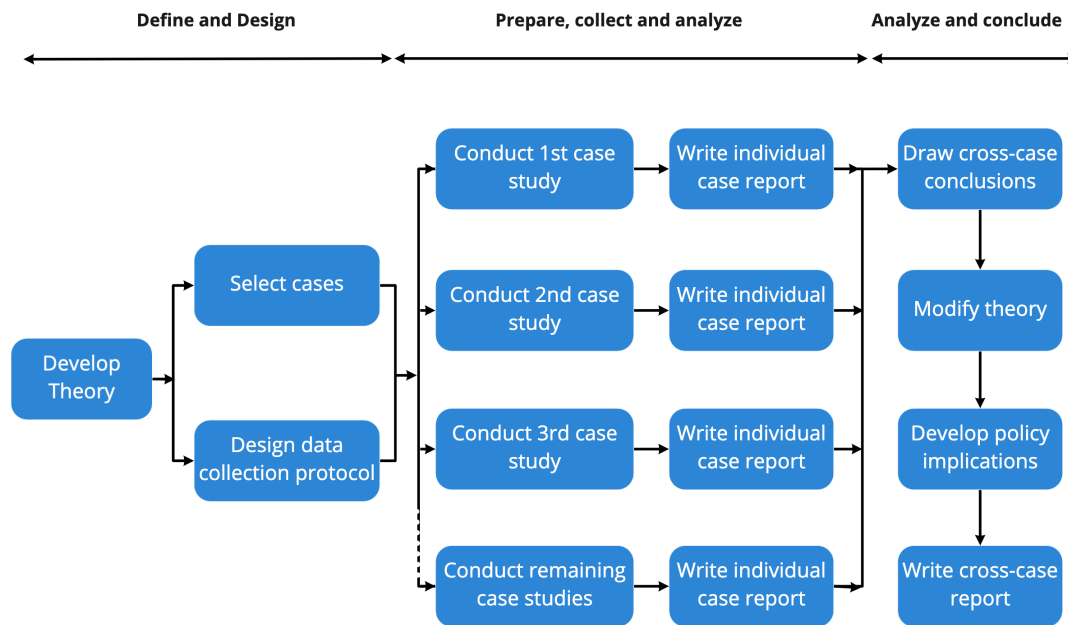 Define and Design
Prepare, collect and analyze
Analyze and conclude
Develop
Theory
Select cases
Design data
collection protocol
Conduct 1st case
study
Write individual
case report
Conduct 2nd case
study
Write individual
case report
Conduct 3rd case
study
Write individual
case report
Conduct remaining
case studies
Write individual
case report
Draw cross-case
conclusions
Modify theory
Develop policy
implications
Write cross-case
report